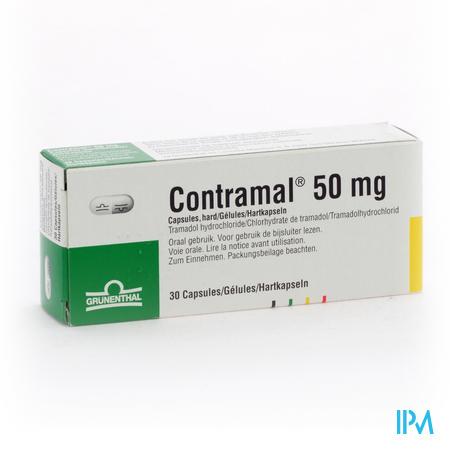 Contramal® 50 mg
Capsules, hard/Gélules/Hartkapseln
Tramadol hydrochloride/Chlorhydrate de tramadol/Tramadolhydrochlorid
Oraal gebruik. Voor gebruik de bijsluiter lezen.
Voie orale. Lire la notice avant utilisation.
Zum Einnehmen. Packungsbeilage beachten.
30 Capsules/Gélules/Hartkapseln
GRÜNENTHAL
IPM